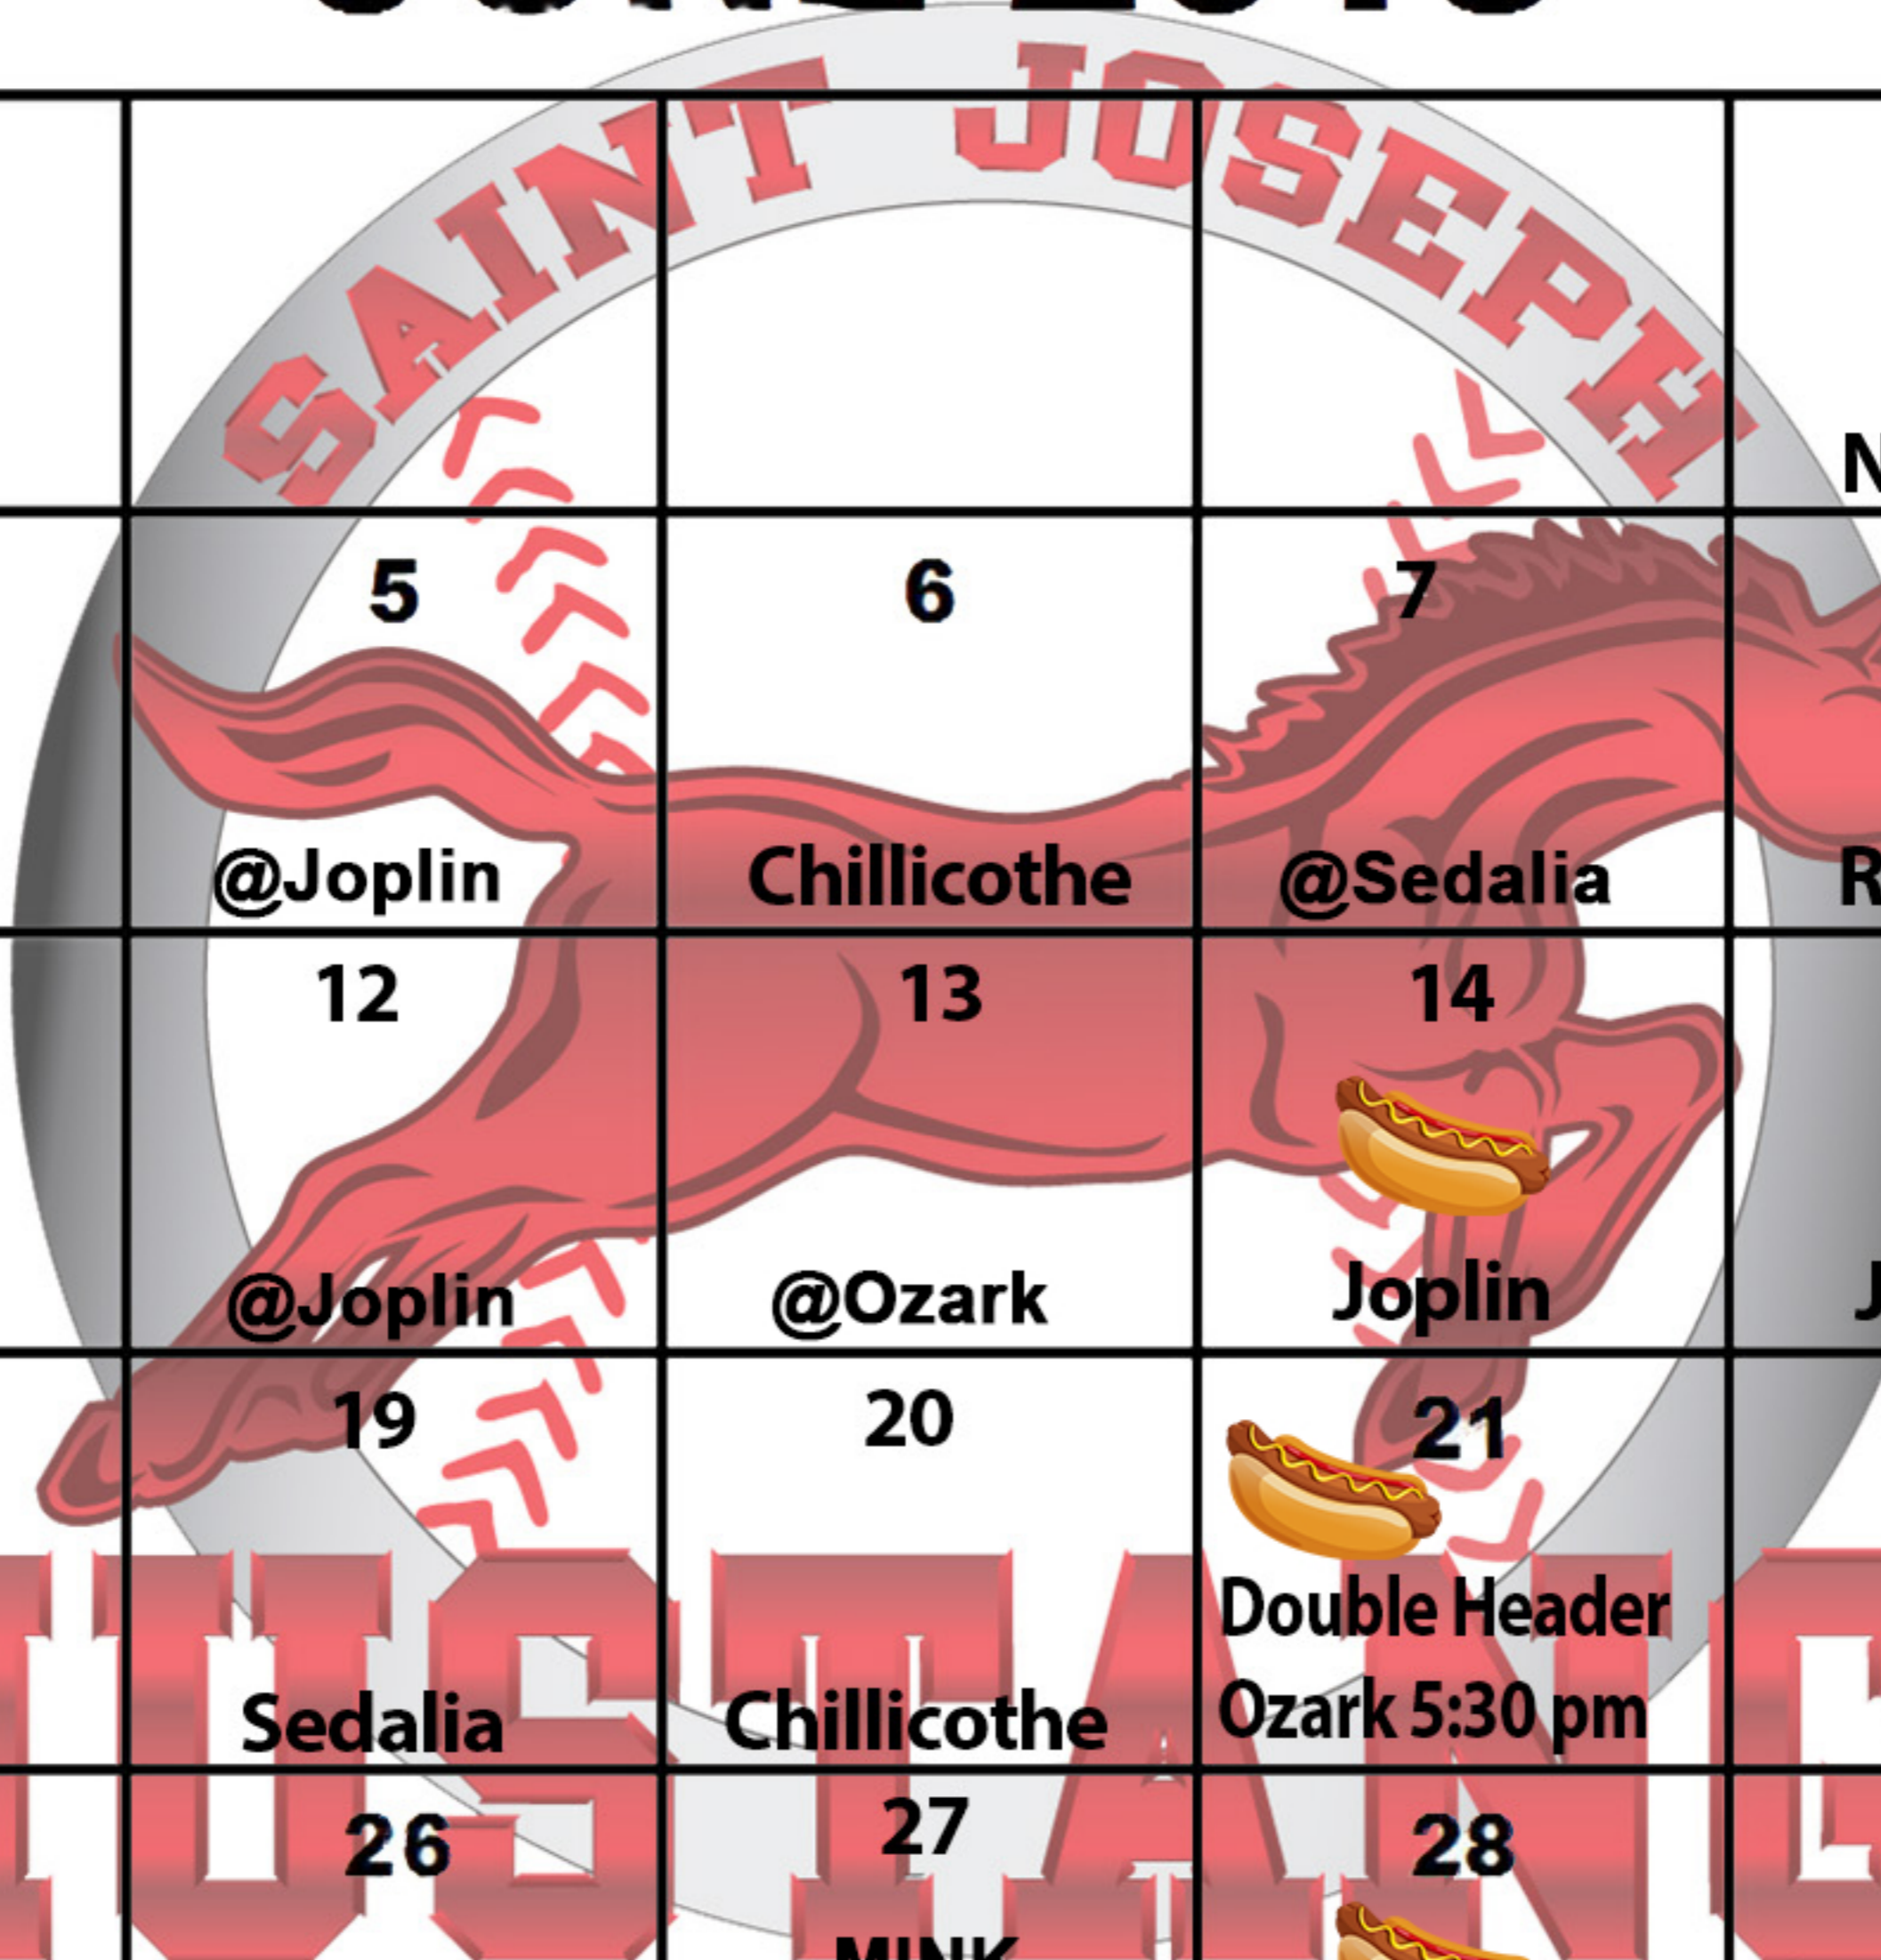 SAINT JOSEPH
5 6 7
@Joplin Chillicothe @Sedalia
12 13 14
@Joplin @Ozark Joplin
19 20 21
Double Header
Sedalia Chillicothe Ozark 5:30 pm
26 27 28
MINK